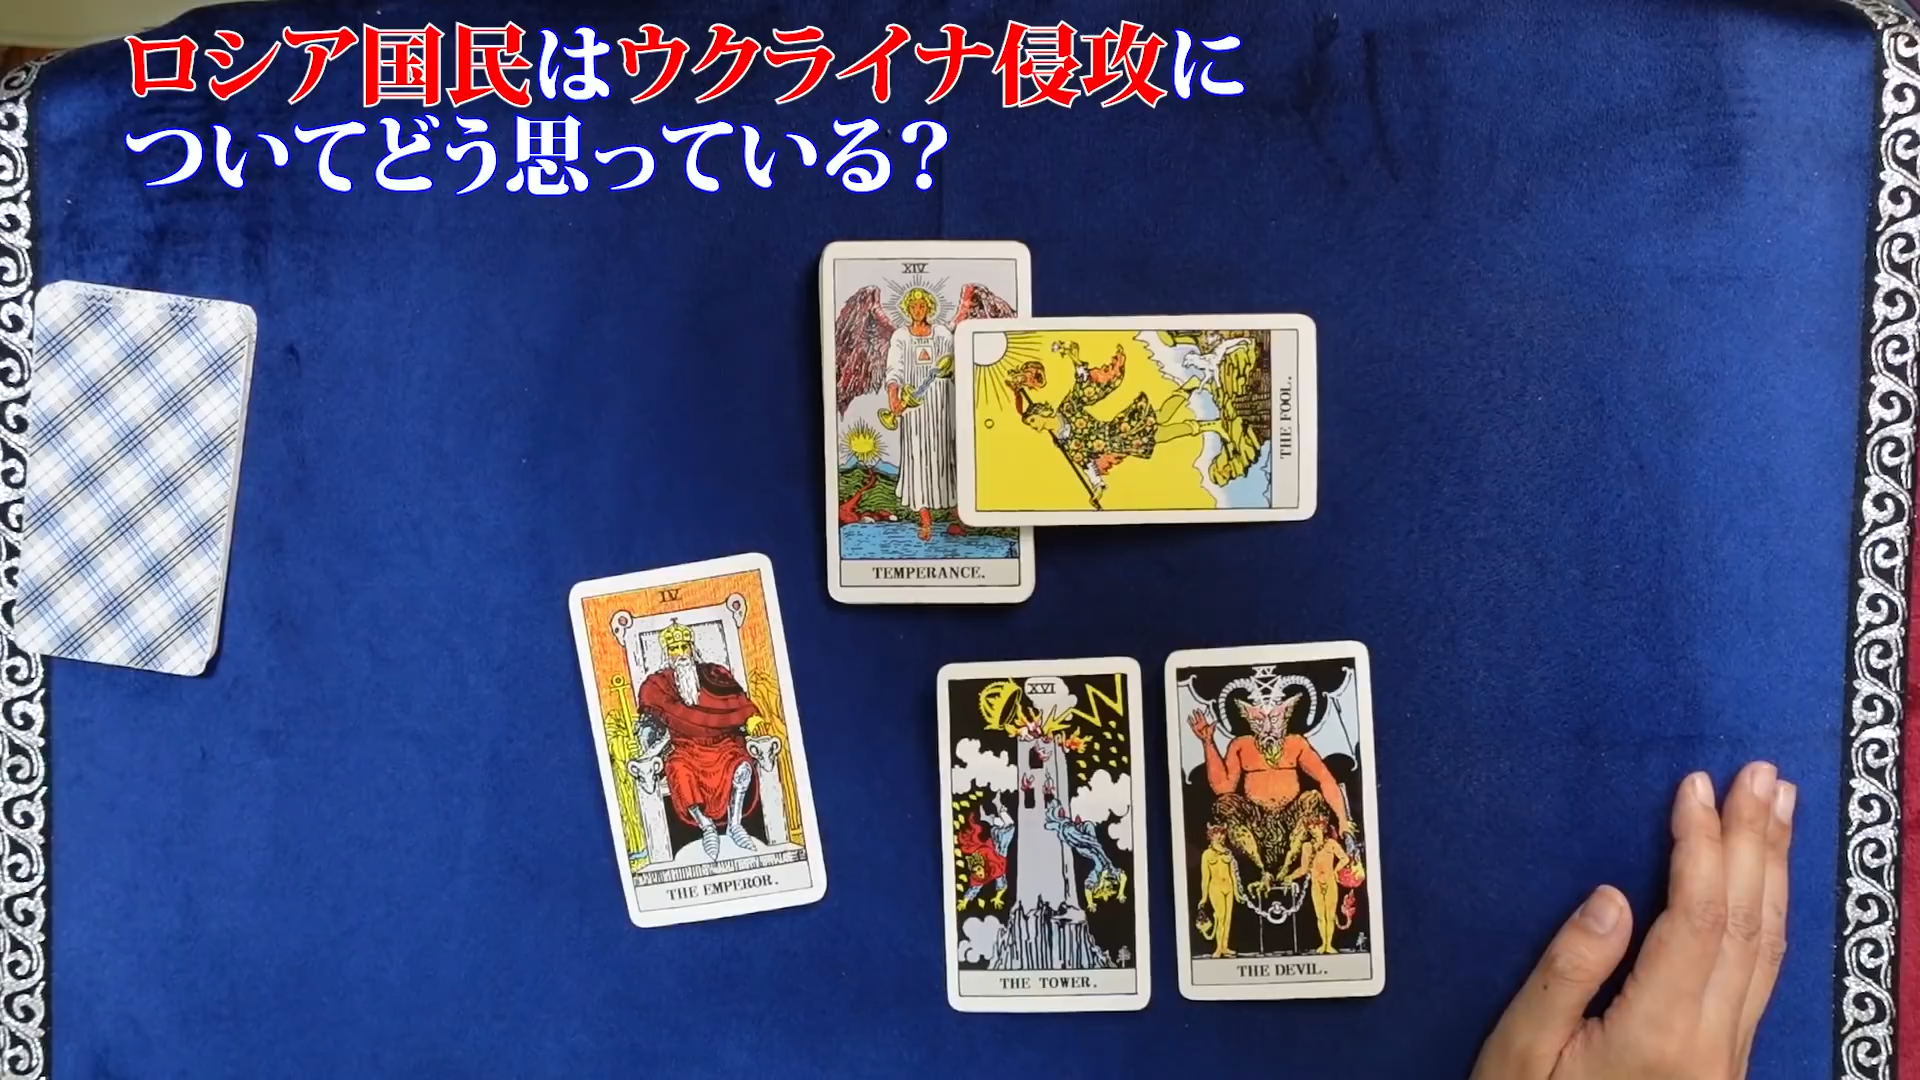 ロシア国民はウクライナ侵攻に
ついてどう思っている?
XIV
TEMPERANCE.
THE FOOL.
IV
THE EMPEROR.
XVI
THE TOWER.
XV
THE DEVIL.